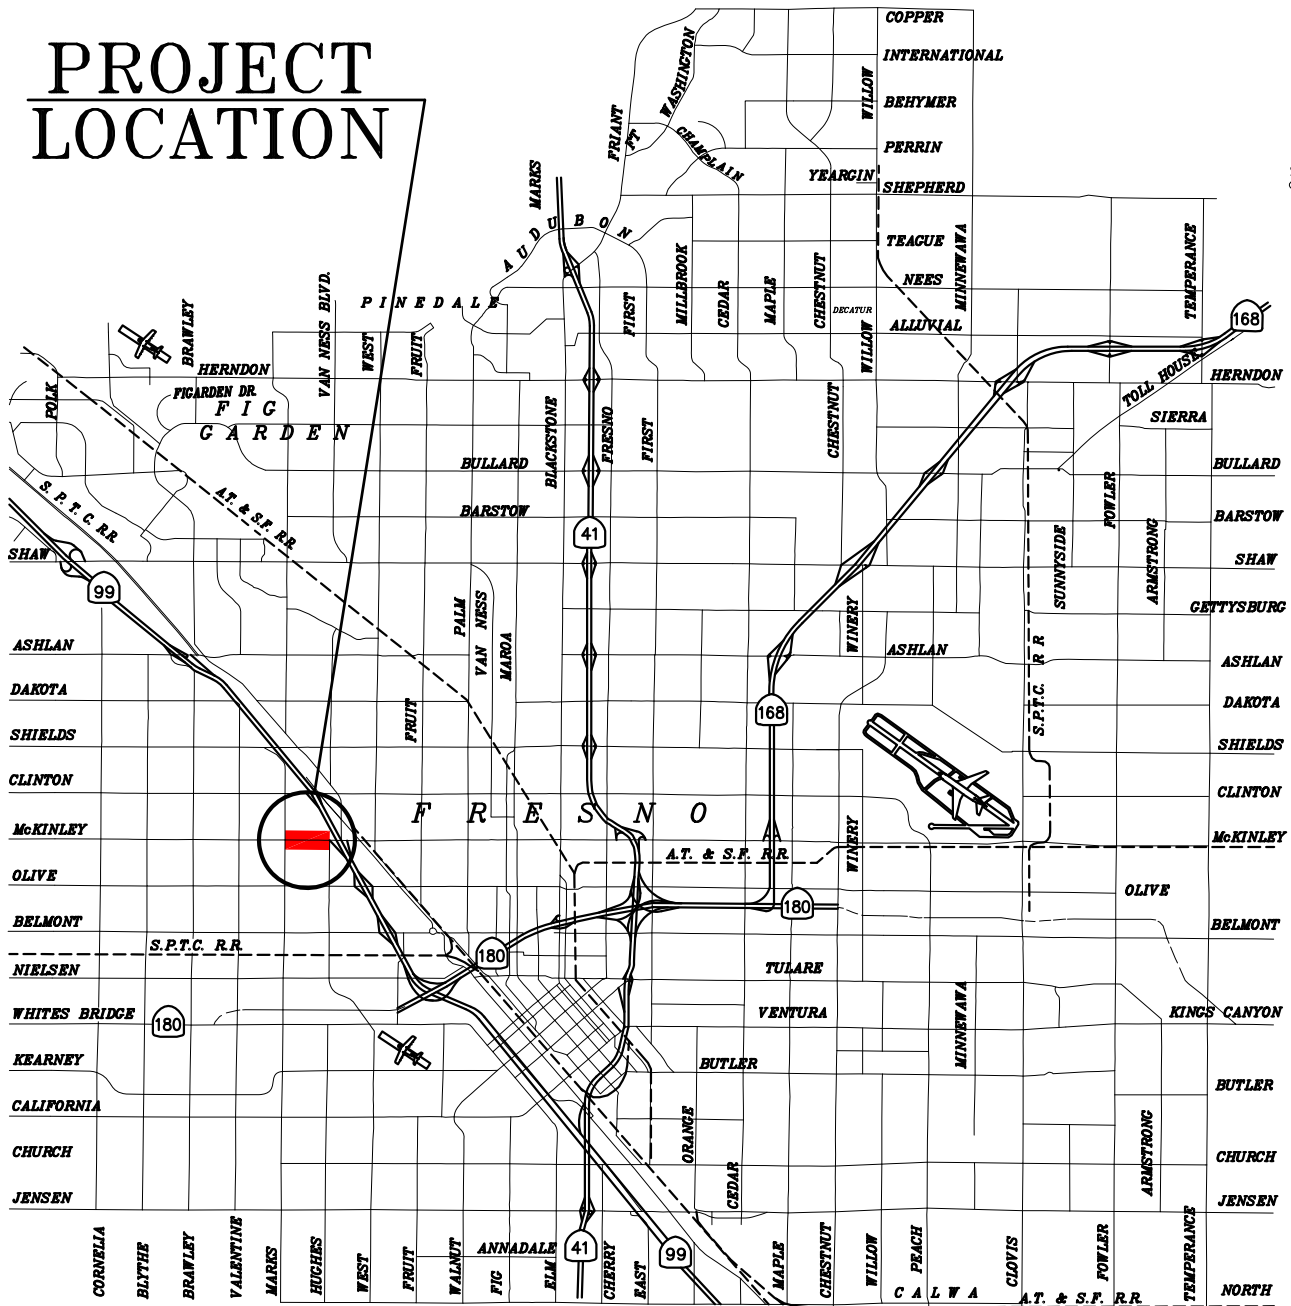 PROJECT
LOCATION
COPPER
INTERNATIONAL
WILLOW
BEHYMER
PERRIN
YEARGIN
SHEPHERD
TEAGUE
NEES
ALLUVIAL
DECATUR
WILLOW
WASHINGTON
FT
FRIANT
CHAMPLAIN
MARKS
AUDUBON
PINEDALE
FIRST
MILLBROOK
CEDAR
MAPLE
CHESTNUT
MINNEWAWA
TEMPERANCE
168
BRAWLEY
VAN NESS BLVD.
WEST
FRUIT
HERNDON
FIGARDEN DR.
FIG
GARDEN
POLK
TOLL HOUSE
HERNDON
SIERRA
BULLARD
BLACKSTONE
FRESNO
FIRST
CHESTNUT
BULLARD
BARSTOW
FOWLER
BARSTOW
S. P. T. C. R.R.
A.T. & S.F. RR
41
SHAW
SHAW
99
SUNNYSIDE
ARMSTRONG
GETTYSBURG
PALM
VAN NESS
MAROA
WINERY
ASHLAN
ASHLAN
ASHLAN
S.P.T.C. R R
DAKOTA
DAKOTA
FRUIT
168
SHIELDS
SHIELDS
CLINTON
CLINTON
FRESNO
McKINLEY
McKINLEY
A.T. & S.F. R.R.
WINERY
OLIVE
OLIVE
180
BELMONT
BELMONT
S.P.T.C. R.R.
180
NIELSEN
TULARE
WHITES BRIDGE
180
VENTURA
MINNEWAWA
KINGS CANYON
KEARNEY
BUTLER
BUTLER
CALIFORNIA
ORANGE
ARMSTRONG
CHURCH
CHURCH
CEDAR
JENSEN
JENSEN
CORNELIA
BLYTHE
BRAWLEY
VALENTINE
MARKS
HUGHES
WEST
FRUIT
WALNUT
ANNADALE
FIG
ELM
41
CHERRY
EAST
99
MAPLE
CHESTNUT
WILLOW
PEACH
CLOVIS
FOWLER
TEMPERANCE
CALWA
A.T. & S.F. R.R.
NORTH